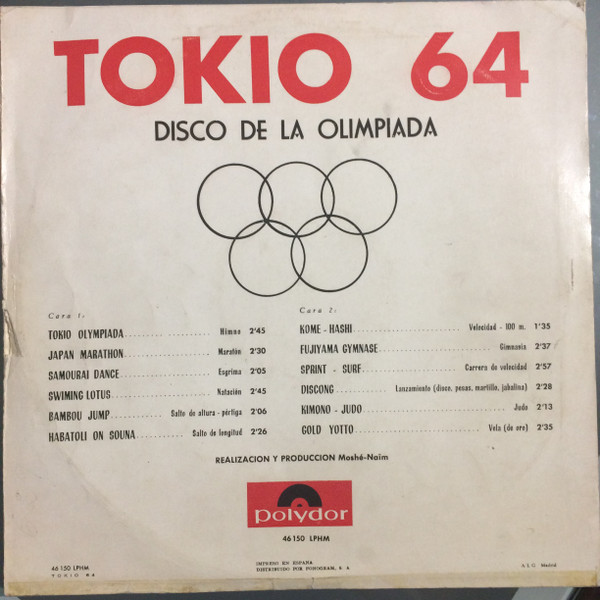 TOKIO 64
DISCO DE LA OLIMPIADA
Cara 1:
TOKIO OLYMPIADA.................... Himno 2'45
JAPAN MARATHON.................... Maratón 2'30
SAMOURAI DANCE.................... Esgrima 2'05
SWIMING LOTUS.................... Natación 2'45
BAMBOU JUMP........... Salto de altura - pértiga 2'06
HABATOLI ON SOUNA........... Salto de longitud 2'26
Cara 2:
KOME - HASHI.................... Velocidad - 100 m. 1'35
FUJIYAMA GYMNASE.................... Gimnasia 2'37
SPRINT - SURF.................... Carrera de velocidad 2'57
DISCONG........... Lanzamiento (disco, pesas, martillo, jabalina) 2'28
KIMONO - JUDO.................... Judo 2'13
GOLD YOTTO.................... Vela (de oro) 2'35
REALIZACION Y PRODUCCION Moshé-Naïm
polydor
46 150 LPHM
46 150 LPHM
TOKIO 64
IMPRESO EN ESPAÑA
DISTRIBUIDO POR FONOGRAM, S. A.
A.L.G. Madrid